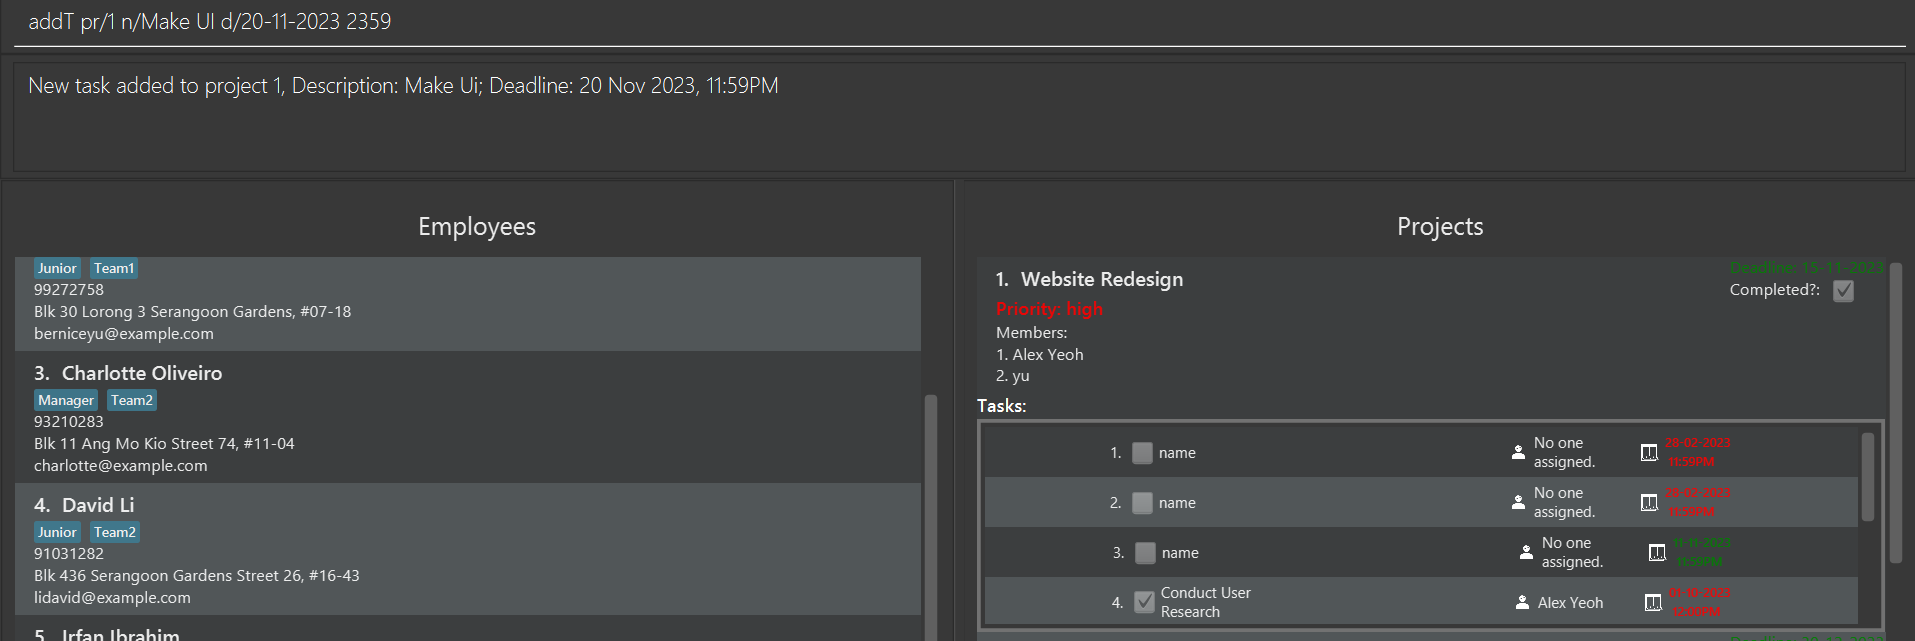 addT pr/1 n/Make UI d/20-11-2023 2359
New task added to project 1, Description: Make Ui; Deadline: 20 Nov 2023, 11:59PM
Employees
Junior Team1
99272758
Blk 30 Lorong 3 Serangoon Gardens, #07-18
berniceyu@example.com
3. Charlotte Oliveiro
Manager Team2
93210283
Blk 11 Ang Mo Kio Street 74, #11-04
charlotte@example.com
4. David Li
Junior Team2
91031282
Blk 436 Serangoon Gardens Street 26, #16-43
lidavid@example.com
5. Irfan Ibrahim
Projects
1. Website Redesign
Deadline: 15-11-2023
Completed?:
Priority: high
Members:
1. Alex Yeoh
2. yu
Tasks:
1. name
No one
assigned.
28-02-2023
11:59PM
2. name
No one
assigned.
28-02-2023
11:59PM
3. name
No one
assigned.
11-11-2023
11:59PM
4. Conduct User
Research
Alex Yeoh
01-10-2023
12:00PM